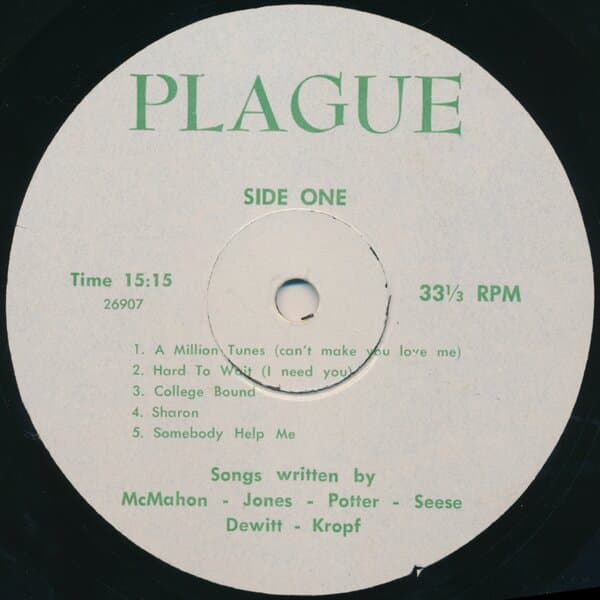 PLAGUE
SIDE ONE
Time 15:15
26907
33⅓ RPM
1. A Million Tunes (can't make you love me)
2. Hard To Wait (I need you)
3. College Bound
4. Sharon
5. Somebody Help Me
Songs written by
McMahon - Jones - Potter - Seese
Dewitt - Kropf